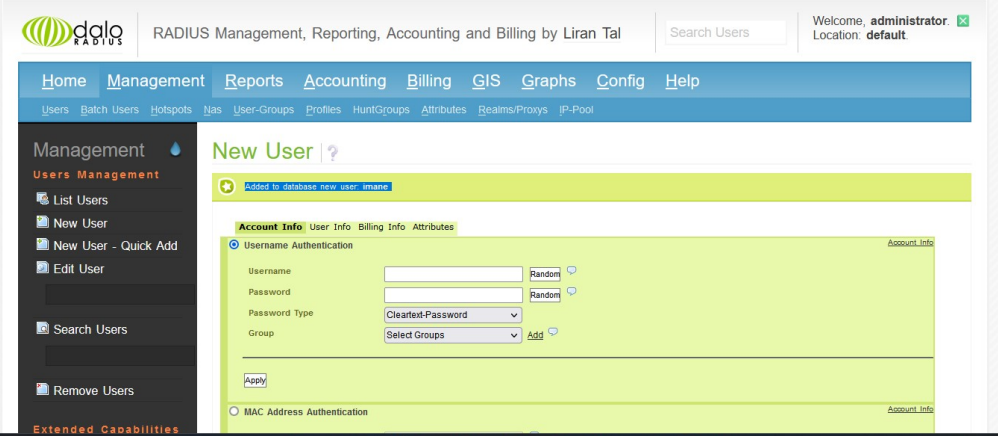 dalo
RADIUS
RADIUS Management, Reporting, Accounting and Billing by Liran Tal
Search Users
Welcome, administrator.
Location: default.
Home Management Reports Accounting Billing GIS Graphs Config Help
Users Batch Users Hotspots Nas User-Groups Profiles HuntGroups Attributes Realms/Proxys IP-Pool
Management
Users Management
List Users
New User
New User - Quick Add
Edit User
Search Users
Remove Users
Extended Capabilities
New User ?
Added to database new user: imane
Account Info User Info Billing Info Attributes
Account Info
Username Authentication
Username Random
Password Random
Password Type Cleartext-Password
Group Select Groups Add
Apply
Account Info
MAC Address Authentication